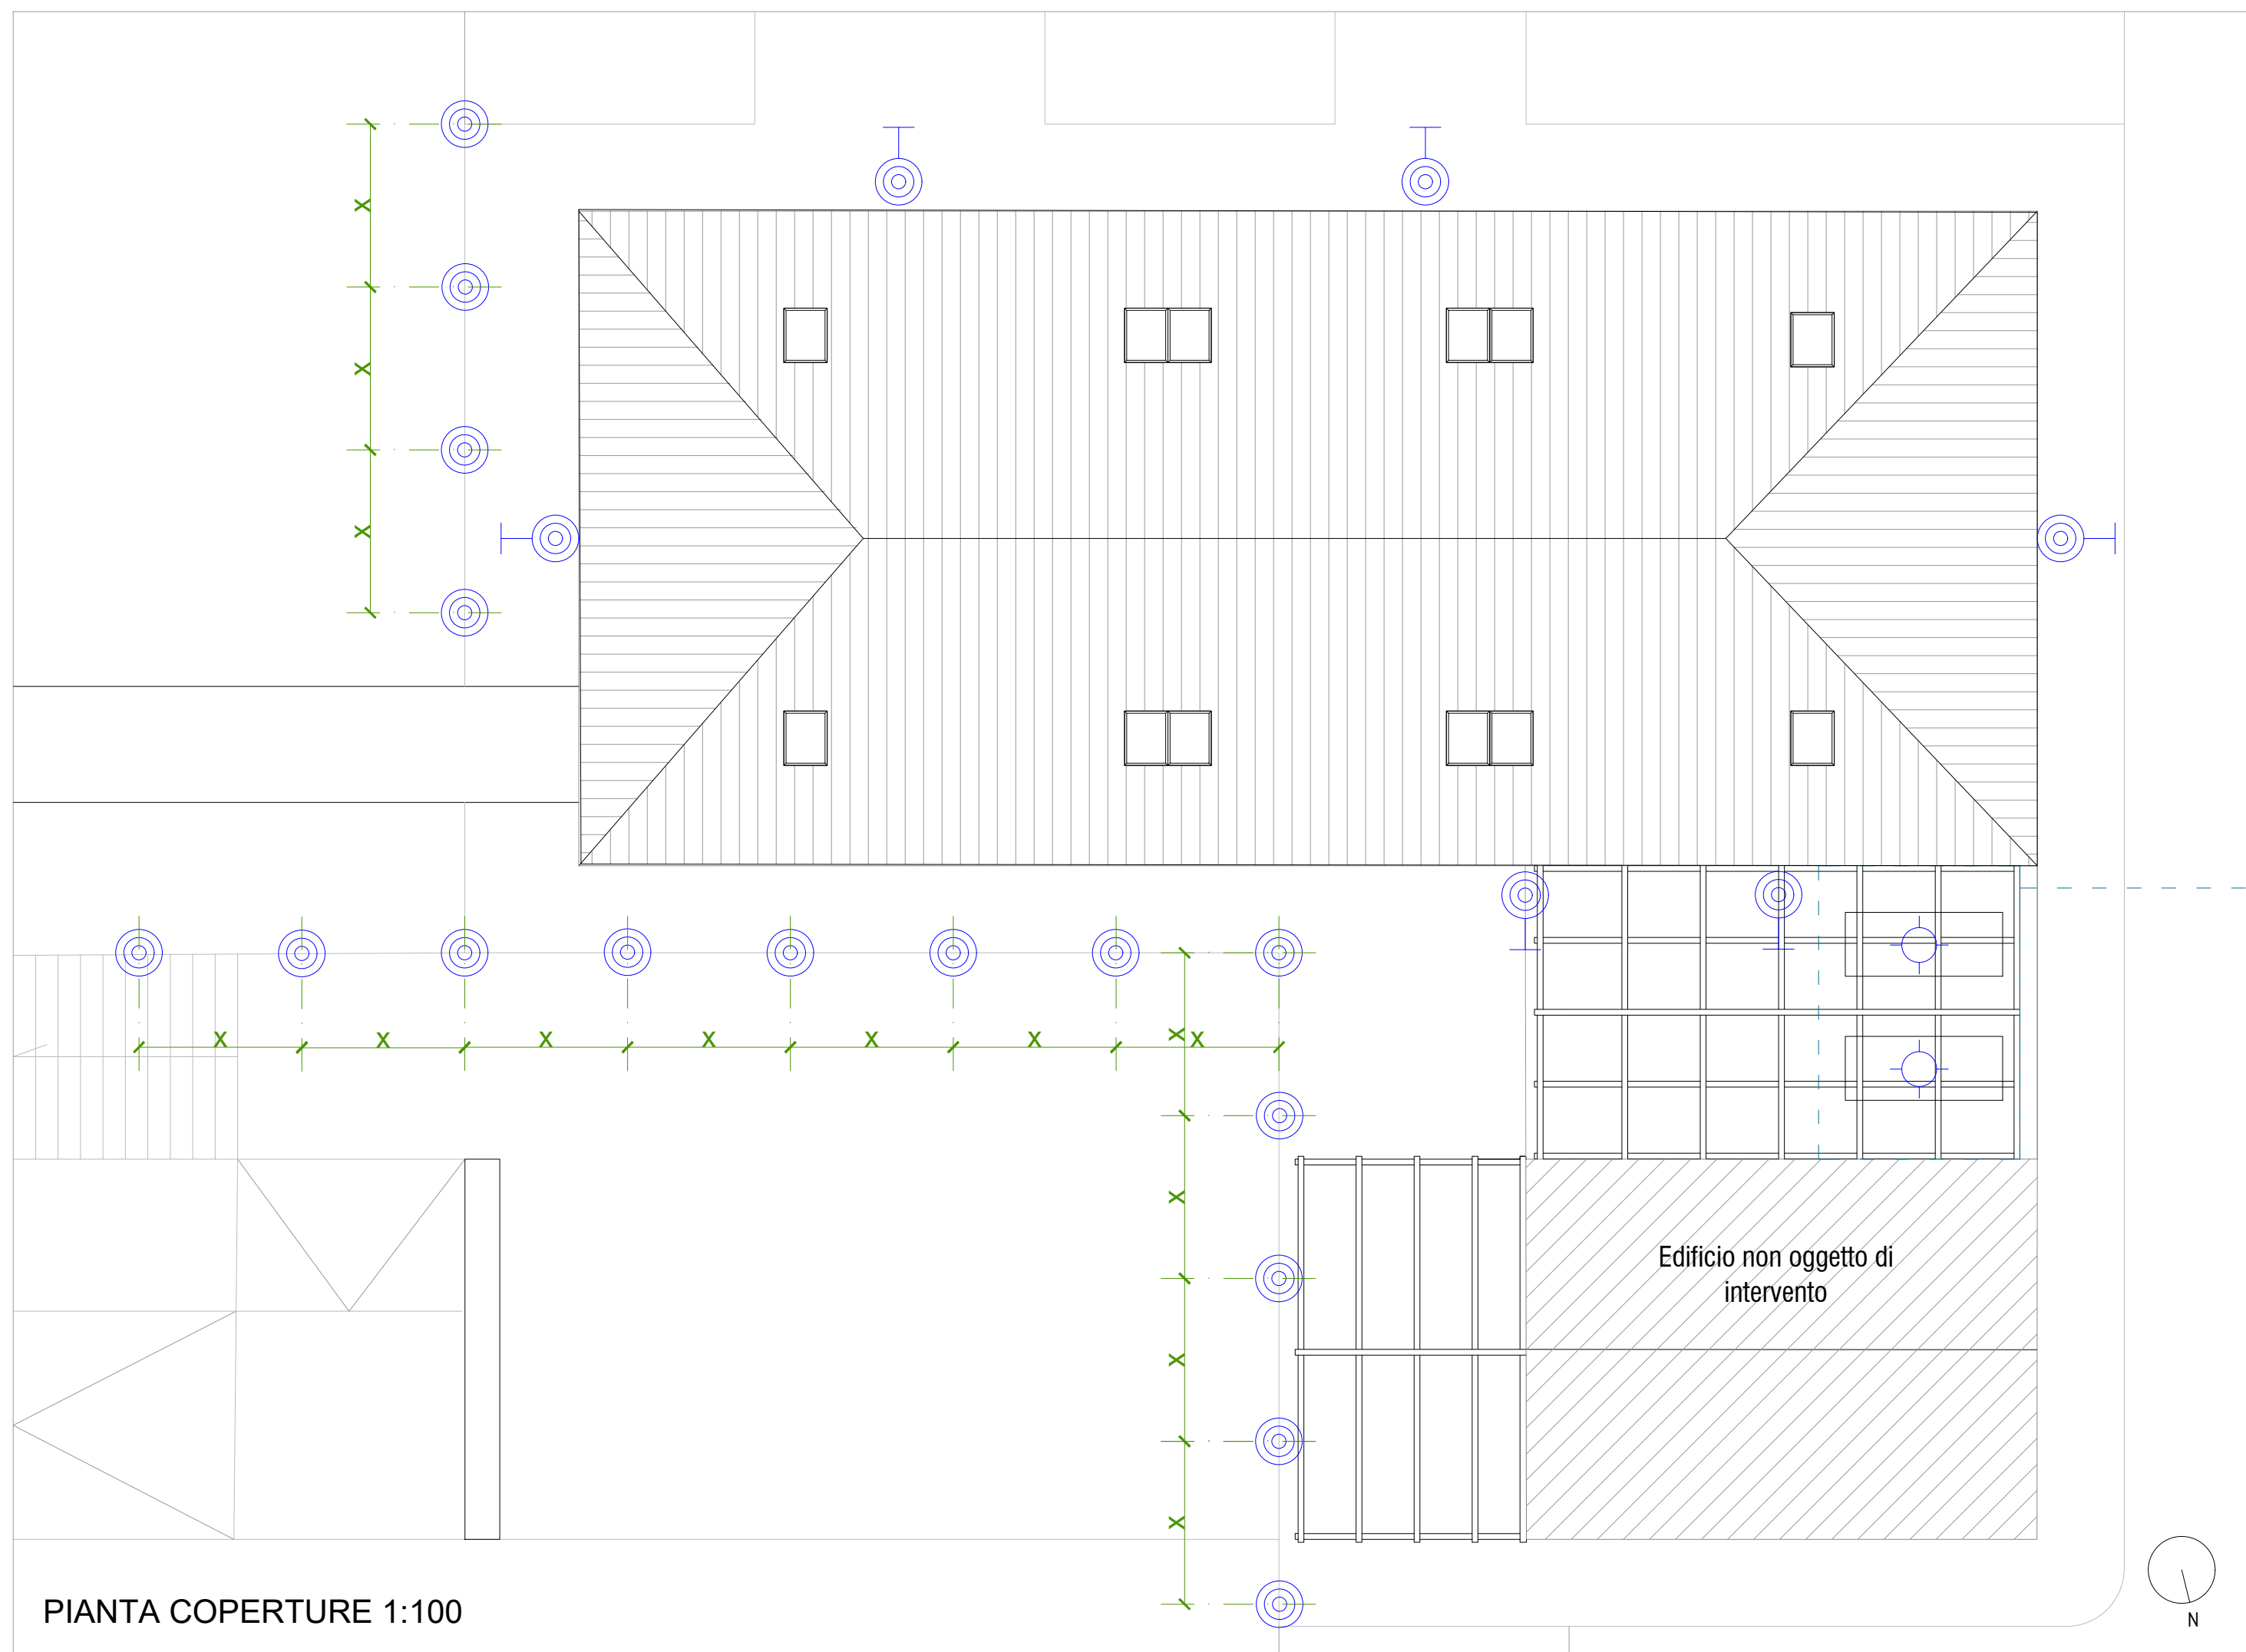 X
X
X
X
X
X
X
X
X
X
X
X
X
X
Edificio non oggetto di
intervento
PIANTA COPERTURE 1:100
N